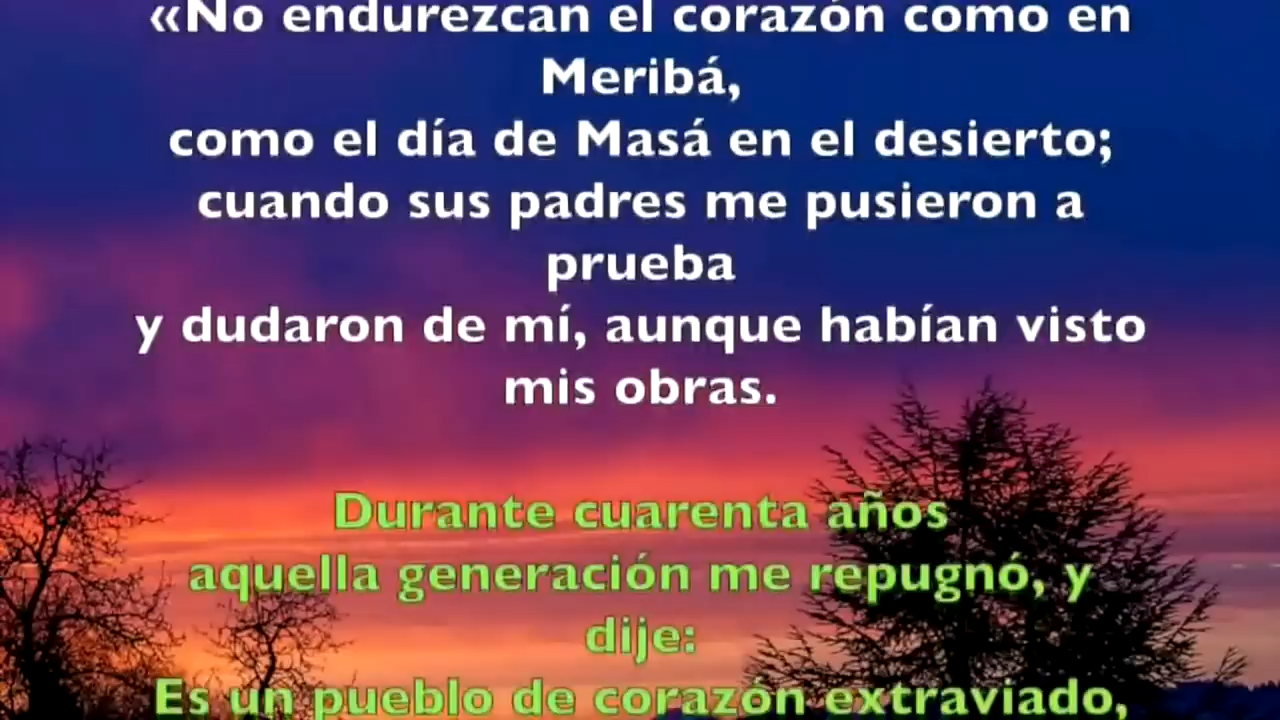 «No endurezcan el corazón como en
Meribá,
como el día de Masá en el desierto;
cuando sus padres me pusieron a
prueba
y dudaron de mí, aunque habían visto
mis obras.
Durante cuarenta años
aquella generación me repugnó, y
dije:
Es un pueblo de corazón extraviado,